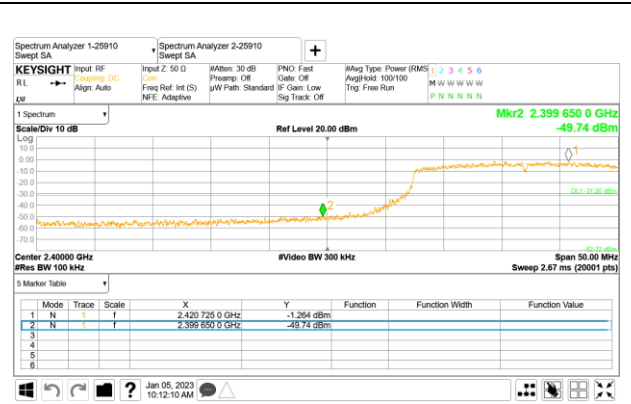 Spectrum Analyzer 1-25910
Swept SA
Spectrum Analyzer 2-25910
Swept SA
+
KEYSIGHT
RL
Input: RF
Coupling: DC
Align: Auto
Input Z: 50 Ω
Corr
Freq Ref: Int (S)
NFE: Adaptive
#Atten: 30 dB
Preamp: Off
µW Path: Standard
PNO: Fast
Gate: Off
IF Gain: Low
Sig Track: Off
#Avg Type: Power (RMS
Avg|Hold: 100/100
Trig: Free Run
1 2 3 4 5 6
M W W W W W
P N N N N N
1 Spectrum
Mkr2 2.399 650 0 GHz
Scale/Div 10 dB
Ref Level 20.00 dBm
-49.74 dBm
Log
10.0
0.00
-10.0
-20.0
-30.0
-40.0
-50.0
-60.0
-70.0
1
2
DL1 -31.26 dBm
Center 2.40000 GHz
#Video BW 300 kHz
Span 50.00 MHz
#Res BW 100 kHz
Sweep 2.67 ms (20001 pts)
5 Marker Table
Mode Trace Scale X Y Function Function Width Function Value
1 N 1 f 2.420 725 0 GHz -1.264 dBm
2 N 1 f 2.399 650 0 GHz -49.74 dBm
3
4
5
6
?
Jan 05, 2023
10:12:10 AM